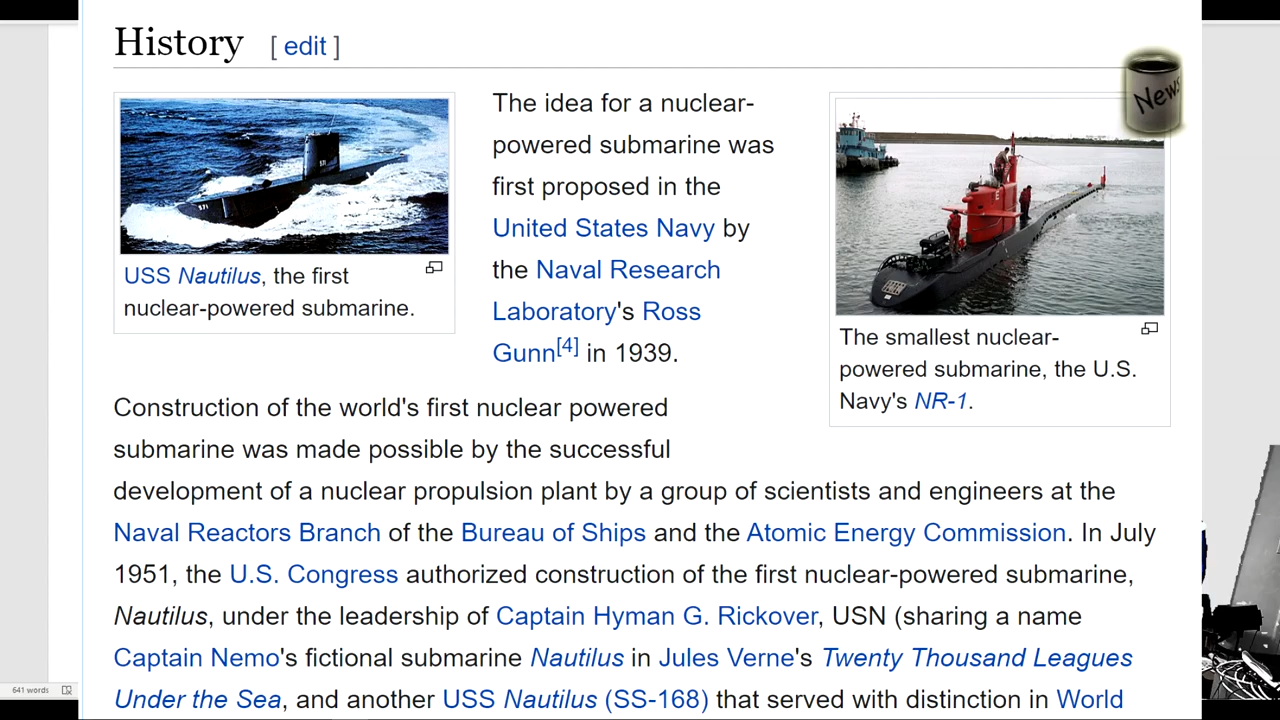 History [ edit ]
The idea for a nuclear-
powered submarine was
first proposed in the
United States Navy by
the Naval Research
Laboratory's Ross
Gunn[4] in 1939.
571
571
USS Nautilus, the first
nuclear-powered submarine.
News
The smallest nuclear-
powered submarine, the U.S.
Navy's NR-1.
Construction of the world's first nuclear powered
submarine was made possible by the successful
development of a nuclear propulsion plant by a group of scientists and engineers at the
Naval Reactors Branch of the Bureau of Ships and the Atomic Energy Commission. In July
1951, the U.S. Congress authorized construction of the first nuclear-powered submarine,
Nautilus, under the leadership of Captain Hyman G. Rickover, USN (sharing a name
Captain Nemo's fictional submarine Nautilus in Jules Verne's Twenty Thousand Leagues
Under the Sea, and another USS Nautilus (SS-168) that served with distinction in World
641 words